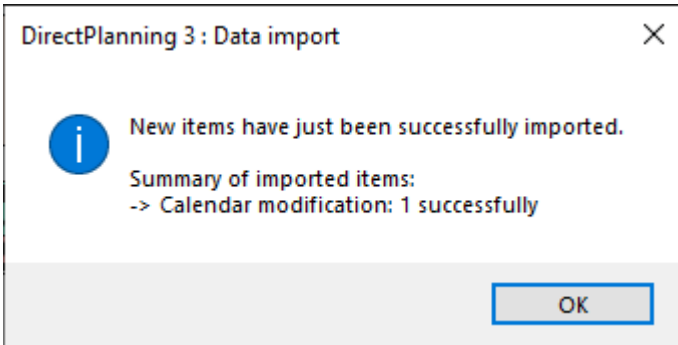 DirectPlanning 3 : Data import
New items have just been successfully imported.
Summary of imported items:
-> Calendar modification: 1 successfully
OK